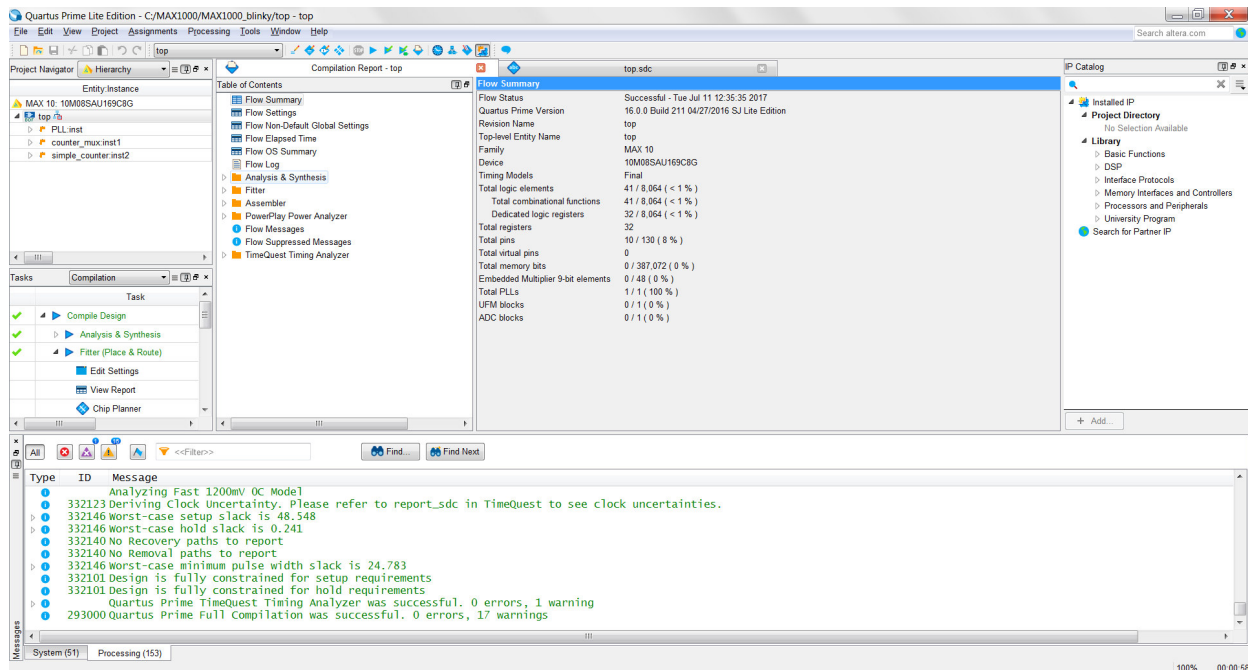 Quartus Prime Lite Edition - C:/MAX1000/MAX1000_blinky/top - top
File Edit View Project Assignments Processing Tools Window Help
Search altera.com
top
Project Navigator
Hierarchy
Entity:Instance
MAX 10: 10M08SAU169C8G
top
PLL:inst
counter_mux:inst1
simple_counter:inst2
Tasks
Compilation
Task
Compile Design
Analysis & Synthesis
Fitter (Place & Route)
Edit Settings
View Report
Chip Planner
Compilation Report - top
top.sdc
Table of Contents
Flow Summary
Flow Settings
Flow Non-Default Global Settings
Flow Elapsed Time
Flow OS Summary
Flow Log
Analysis & Synthesis
Fitter
Assembler
PowerPlay Power Analyzer
Flow Messages
Flow Suppressed Messages
TimeQuest Timing Analyzer
Flow Summary
Flow Status Successful - Tue Jul 11 12:35:35 2017
Quartus Prime Version 16.0.0 Build 211 04/27/2016 SJ Lite Edition
Revision Name top
Top-level Entity Name top
Family MAX 10
Device 10M08SAU169C8G
Timing Models Final
Total logic elements 41 / 8,064 ( < 1 % )
Total combinational functions 41 / 8,064 ( < 1 % )
Dedicated logic registers 32 / 8,064 ( < 1 % )
Total registers 32
Total pins 10 / 130 ( 8 % )
Total virtual pins 0
Total memory bits 0 / 387,072 ( 0 % )
Embedded Multiplier 9-bit elements 0 / 48 ( 0 % )
Total PLLs 1 / 1 ( 100 % )
UFM blocks 0 / 1 ( 0 % )
ADC blocks 0 / 1 ( 0 % )
IP Catalog
Installed IP
Project Directory
No Selection Available
Library
Basic Functions
DSP
Interface Protocols
Memory Interfaces and Controllers
Processors and Peripherals
University Program
Search for Partner IP
+ Add...
All
<<Filter>>
Find...
Find Next
Type ID Message
Analyzing Fast 1200mV 0C Model
332123 Deriving Clock Uncertainty. Please refer to report_sdc in TimeQuest to see clock uncertainties.
332146 Worst-case setup slack is 48.548
332146 Worst-case hold slack is 0.241
332140 No Recovery paths to report
332140 No Removal paths to report
332146 Worst-case minimum pulse width slack is 24.783
332101 Design is fully constrained for setup requirements
332101 Design is fully constrained for hold requirements
Quartus Prime TimeQuest Timing Analyzer was successful. 0 errors, 1 warning
293000 Quartus Prime Full Compilation was successful. 0 errors, 17 warnings
Messages
System (51) Processing (153)
100% 00:00:58